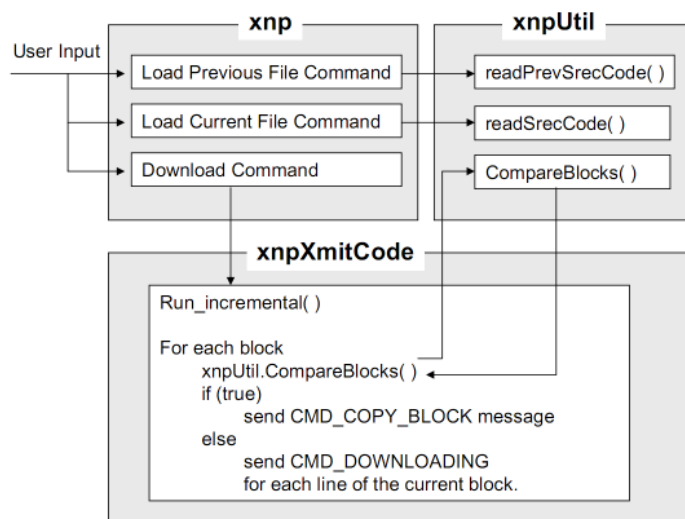 xnp
xnpUtil
User Input
Load Previous File Command
readPrevSrecCode( )
Load Current File Command
readSrecCode( )
Download Command
CompareBlocks( )
xnpXmitCode
Run_incremental( )
For each block
xnpUtil.CompareBlocks( )
if (true)
send CMD_COPY_BLOCK message
else
send CMD_DOWNLOADING
for each line of the current block.